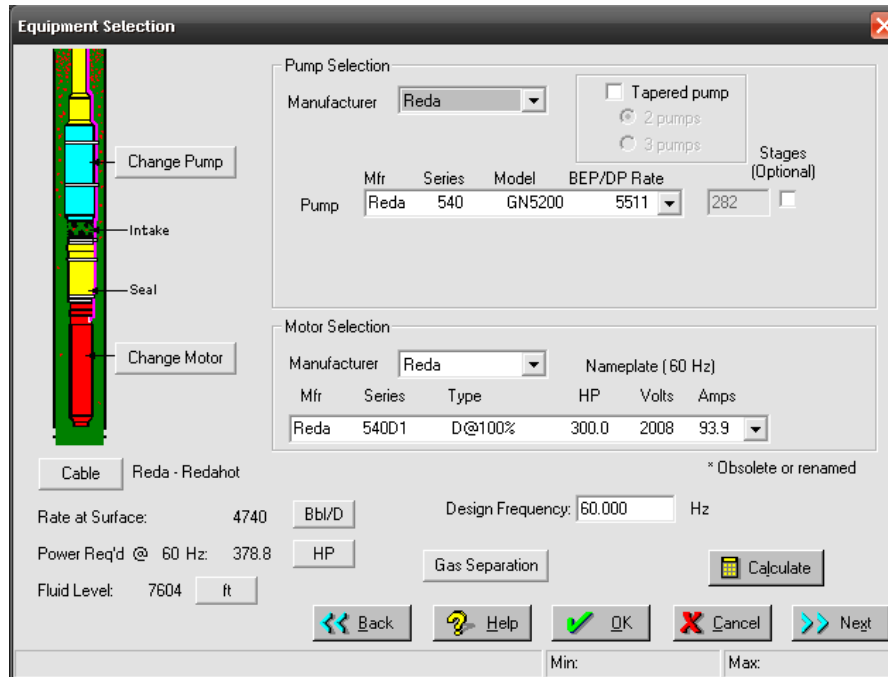 Equipment Selection
Pump Selection
Manufacturer Reda
Tapered pump
2 pumps
3 pumps
Stages
(Optional)
Change Pump
Mfr Series Model BEP/DP Rate
Pump Reda 540 GN5200 5511 282
Intake
Seal
Motor Selection
Change Motor
Manufacturer Reda Nameplate (60 Hz)
Mfr Series Type HP Volts Amps
Reda 540D1 D@100% 300.0 2008 93.9
Cable Reda - Redahot
* Obsolete or renamed
Rate at Surface: 4740 Bbl/D
Design Frequency: 60.000 Hz
Power Req'd @ 60 Hz: 378.8 HP
Gas Separation
Calculate
Fluid Level: 7604 ft
Back Help OK Cancel Next
Min: Max: